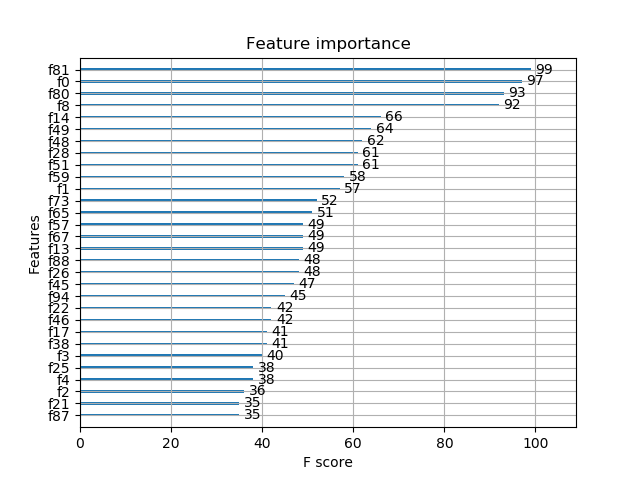 Feature importance
Features
f81 99
f0 97
f80 93
f8 92
f14 66
f49 64
f48 62
f28 61
f51 61
f59 58
f1 57
f73 52
f65 51
f57 49
f67 49
f13 49
f88 48
f26 48
f45 47
f94 45
f22 42
f46 42
f17 41
f38 41
f3 40
f25 38
f4 38
f2 36
f21 35
f87 35
0 20 40 60 80 100
F score